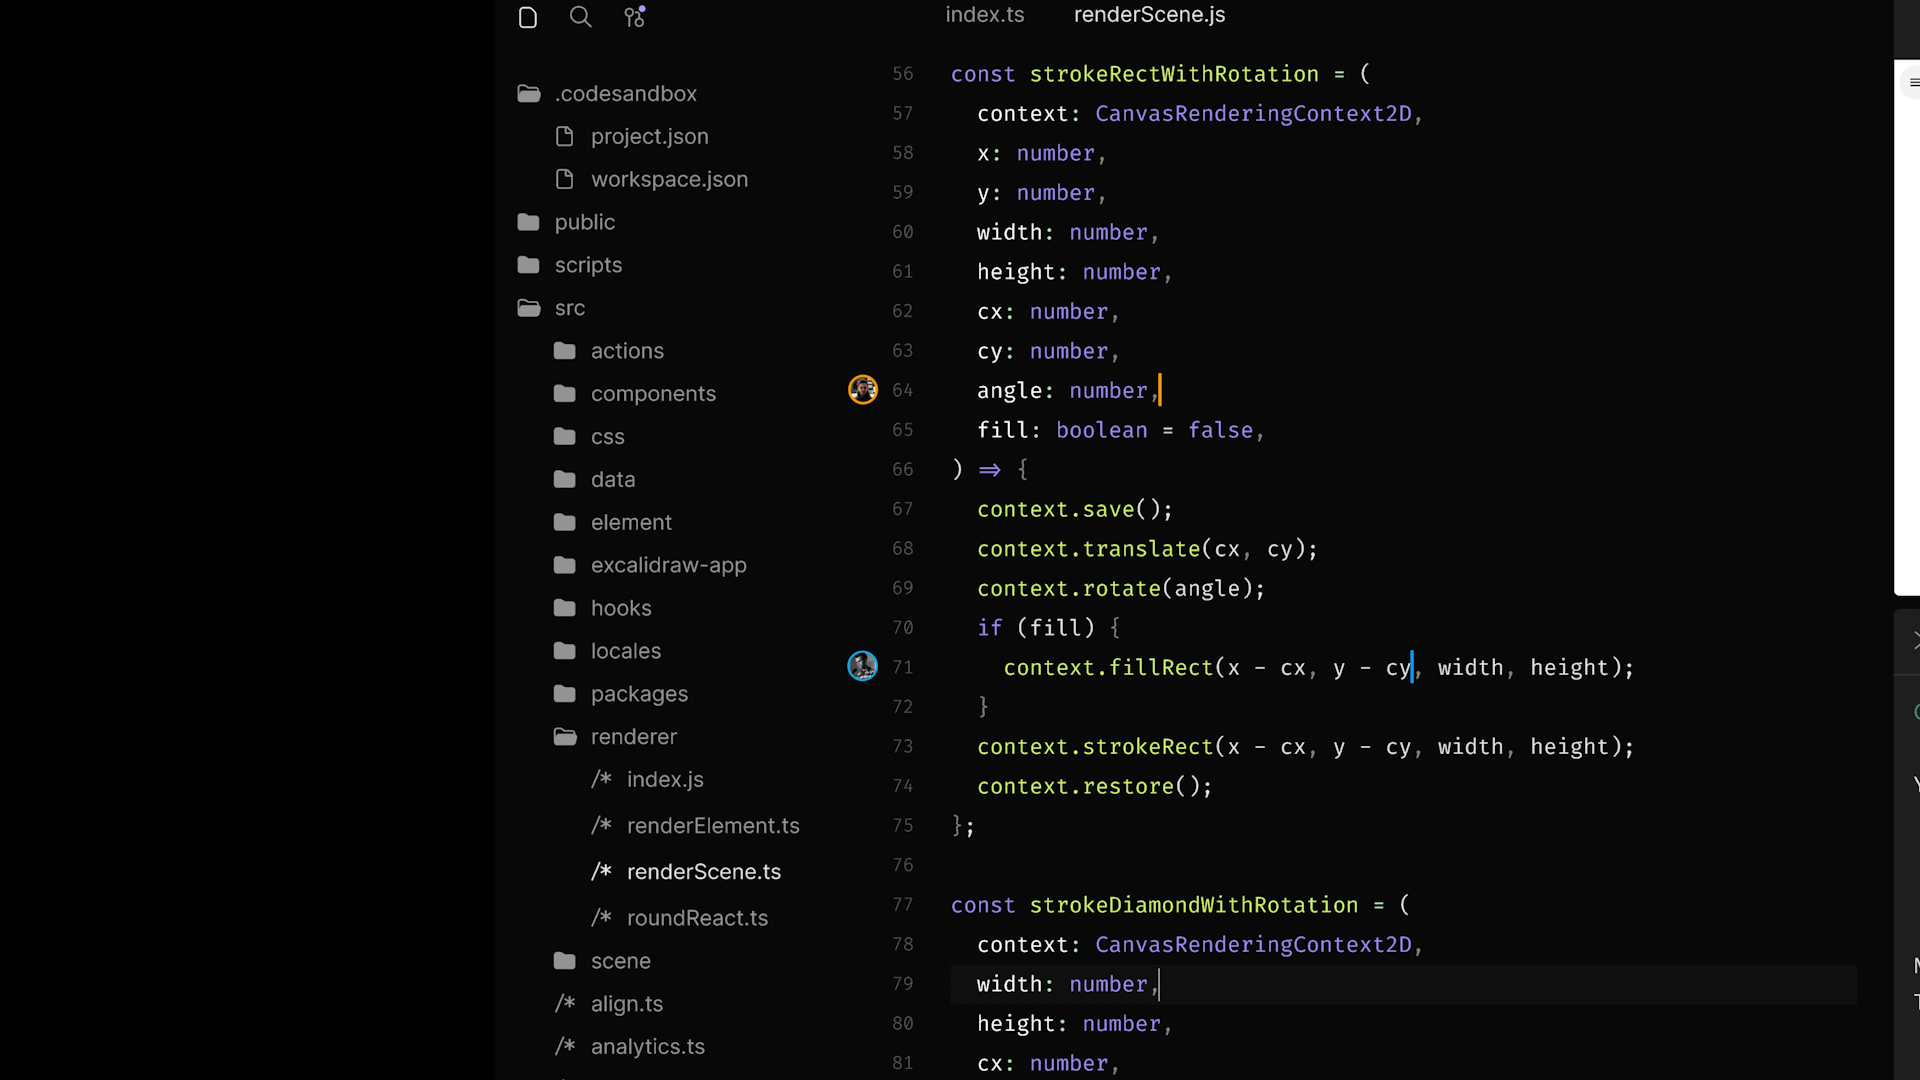 index.ts
renderScene.js
.codesandbox
project.json
workspace.json
public
scripts
src
actions
components
css
data
element
excalidraw-app
hooks
locales
packages
renderer
/* index.js
/* renderElement.ts
/* renderScene.ts
/* roundReact.ts
scene
/* align.ts
/* analytics.ts
56 const strokeRectWithRotation = (
57 context: CanvasRenderingContext2D,
58 x: number,
59 y: number,
60 width: number,
61 height: number,
62 cx: number,
63 cy: number,
64 angle: number,
65 fill: boolean = false,
66 ) => {
67 context.save();
68 context.translate(cx, cy);
69 context.rotate(angle);
70 if (fill) {
71 context.fillRect(x - cx, y - cy, width, height);
72 }
73 context.strokeRect(x - cx, y - cy, width, height);
74 context.restore();
75 };
76
77 const strokeDiamondWithRotation = (
78 context: CanvasRenderingContext2D,
79 width: number,
80 height: number,
81 cx: number,